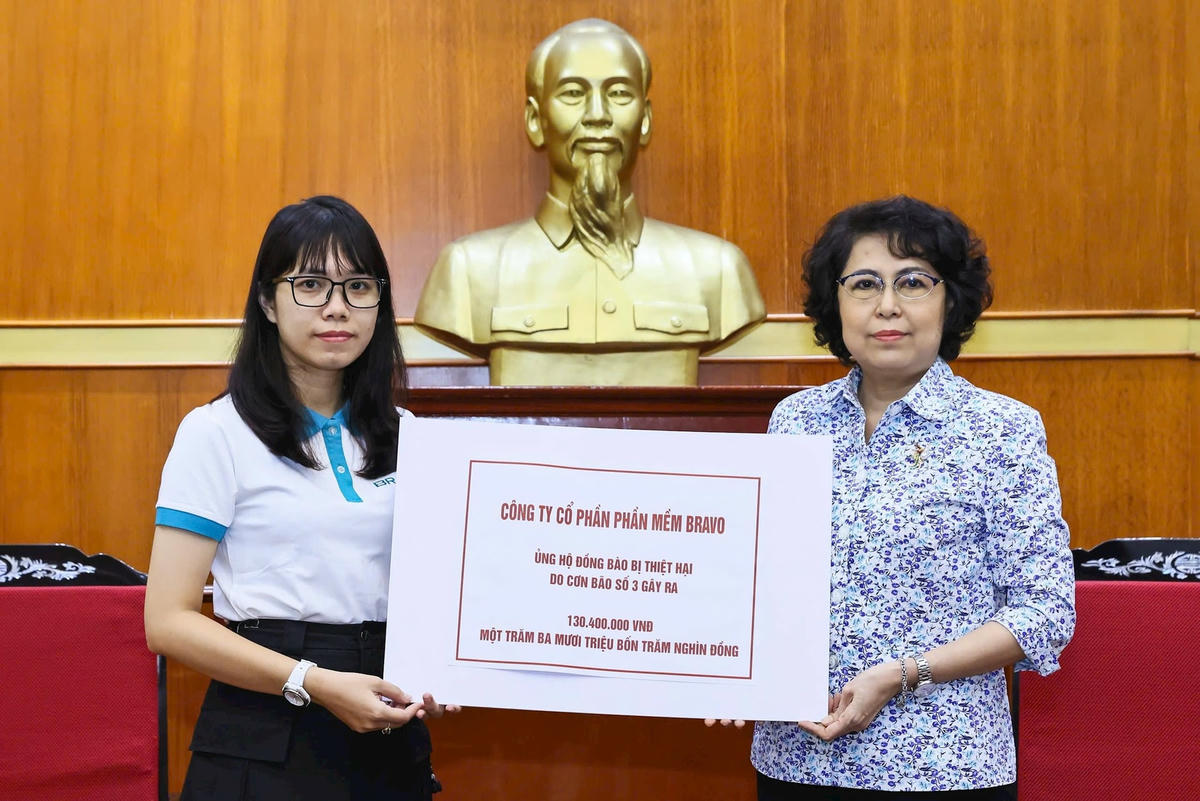 CÔNG TY CỔ PHẦN PHẦN MỀM BRAVO
ỦNG HỘ ĐỒNG BÀO BỊ THIỆT HẠI
DO CƠN BÃO SỐ 3 GÂY RA
130.400.000 VNĐ
MỘT TRĂM BA MƯƠI TRIỆU BỐN TRĂM NGHÌN ĐỒNG